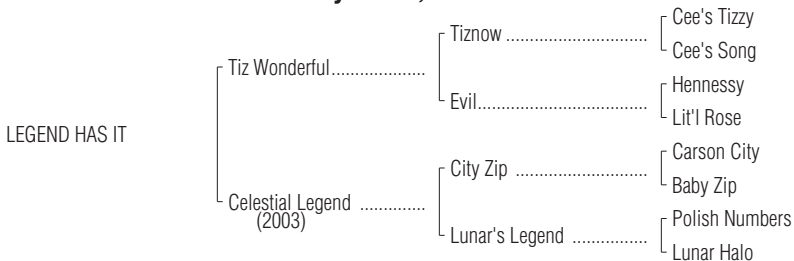 Cee's Tizzy
Tiznow ................................
Cee's Song
Tiz Wonderful.....................
Hennessy
Evil......................................
Lit'l Rose
LEGEND HAS IT
Carson City
City Zip .............................
Baby Zip
Celestial Legend ..............
(2003)
Polish Numbers
Lunar's Legend .................
Lunar Halo